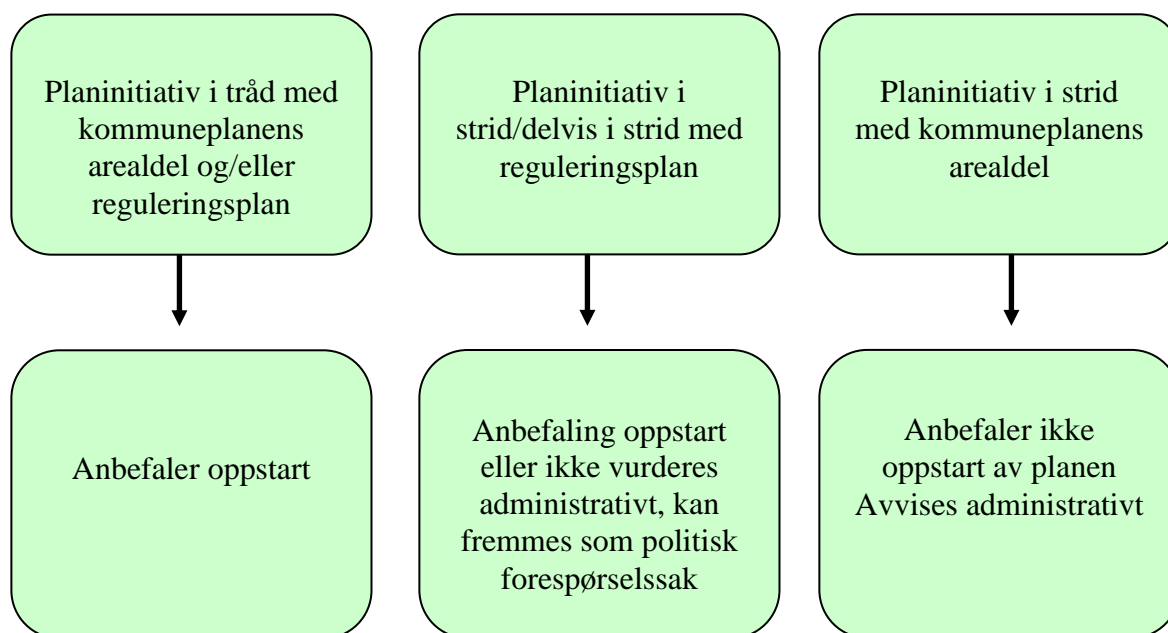 Planinitiativ i tråd med
kommuneplanens
arealdel og/eller
reguleringsplan
Planinitiativ i
strid/delvis i strid med
reguleringsplan
Planinitiativ i strid
med kommuneplanens
arealdel
Anbefaler oppstart
Anbefaling oppstart
eller ikke vurderes
administrativt, kan
fremmes som politisk
forespørselssak
Anbefaler ikke
oppstart av planen
Avvises administrativt